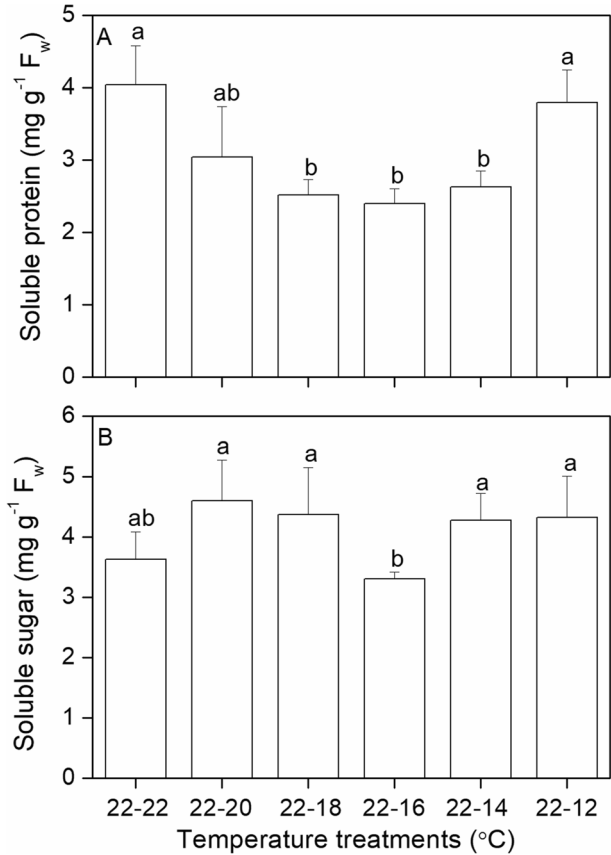 A
Soluble protein (mg g⁻¹ Fw)
5
4
3
2
1
0
a
ab
b
b
b
a
B
Soluble sugar (mg g⁻¹ Fw)
6
5
4
3
2
1
0
ab
a
a
b
a
a
22-22 22-20 22-18 22-16 22-14 22-12
Temperature treatments (°C)